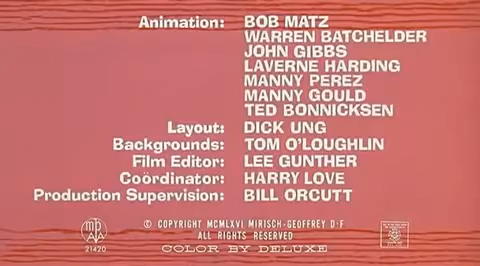 Animation: BOB MATZ
WARREN BATCHELDER
JOHN GIBBS
LAVERNE HARDING
MANNY PEREZ
MANNY GOULD
TED BONNICKSEN
Layout: DICK UNG
Backgrounds: TOM O'LOUGHLIN
Film Editor: LEE GUNTHER
Coördinator: HARRY LOVE
Production Supervision: BILL ORCUTT
© COPYRIGHT MCMLXVI MIRISCH-GEOFFREY D·F
ALL RIGHTS RESERVED
COLOR BY DELUXE
21420